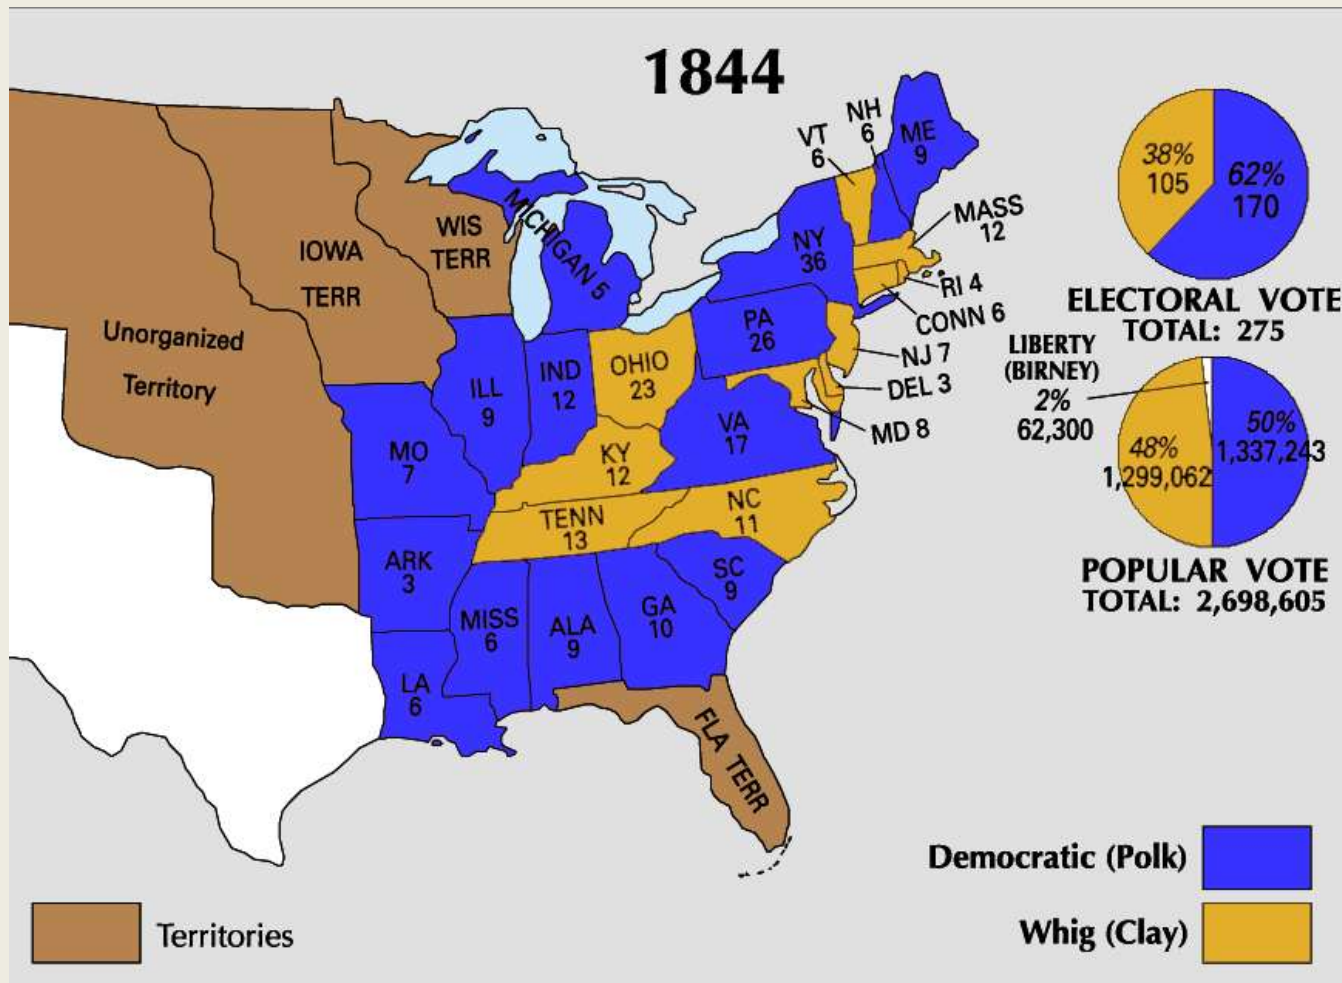 1844
NH
6
VT
6
ME
9
MASS
12
NY
36
RI 4
CONN 6
MICHIGAN 5
WIS
TERR
IOWA
TERR
Unorganized
Territory
PA
26
NJ 7
DEL 3
MD 8
OHIO
23
IND
12
ILL
9
VA
17
MO
7
KY
12
NC
11
TENN
13
ARK
3
SC
9
MISS
6
ALA
9
GA
10
LA
6
FLA TERR
38%
105
62%
170
ELECTORAL VOTE
TOTAL: 275
LIBERTY
(BIRNEY)
2%
62,300
50%
1,337,243
48%
1,299,062
POPULAR VOTE
TOTAL: 2,698,605
Democratic (Polk)
Whig (Clay)
Territories